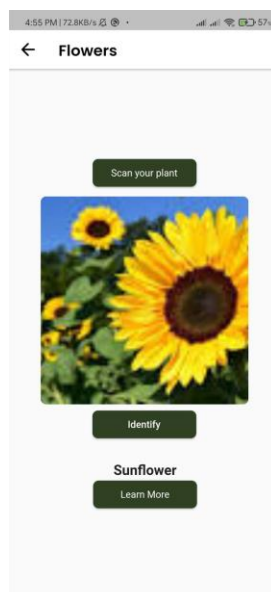 4:55 PM | 72.8KB/s
Flowers
Scan your plant
Identify
Sunflower
Learn More